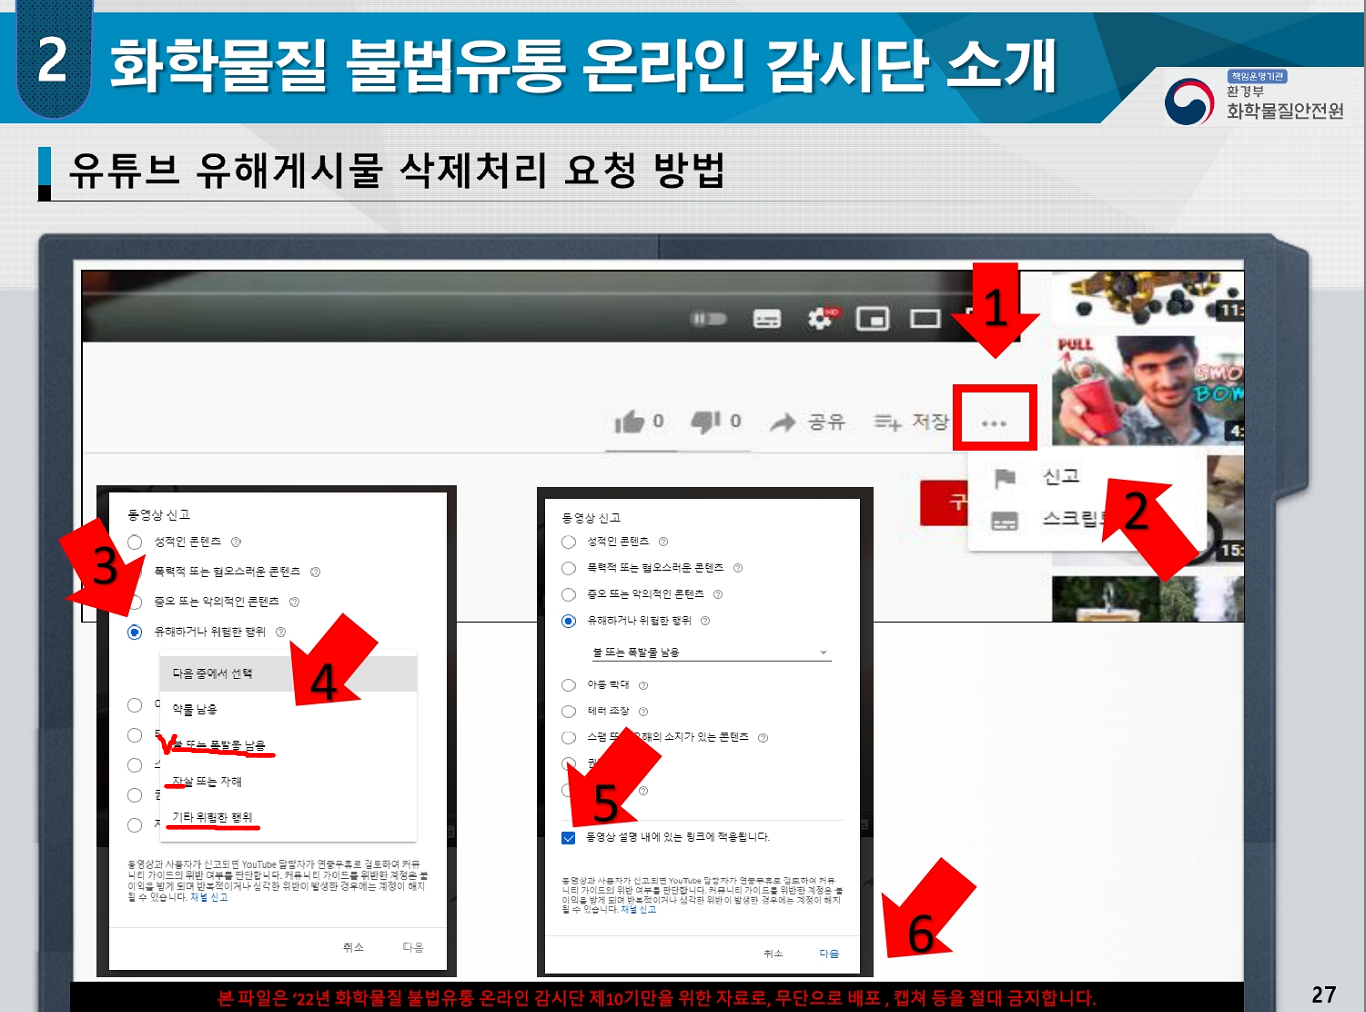 2
화학물질 불법유통 온라인 감시단 소개
책임운영기관
환경부
화학물질안전원
유튜브 유해게시물 삭제처리 요청 방법
1
11:
PULL
SMO
BOM
4:
0
0
공유
저장
...
신고
구
스크립
2
15:
동영상 신고
성적인 콘텐츠
폭력적 또는 혐오스러운 콘텐츠
증오 또는 악의적인 콘텐츠
유해하거나 위험한 행위
3
다음 중에서 선택
4
약물 남용
불 또는 폭발물 남용
자살 또는 자해
기타 위험한 행위
동영상과 사용자가 신고되면 YouTube 담당자가 연중무휴로 검토하여 커뮤
니티 가이드의 위반 여부를 판단합니다. 커뮤니티 가이드를 위반한 계정은 불
이익을 받게 되며 반복적이거나 심각한 위반이 발생한 경우에는 계정이 해지
될 수 있습니다. 채널 신고
취소
다음
동영상 신고
성적인 콘텐츠
폭력적 또는 혐오스러운 콘텐츠
증오 또는 악의적인 콘텐츠
유해하거나 위험한 행위
불 또는 폭발물 남용
아동 학대
테러 조장
스팸 또 오해의 소지가 있는 콘텐츠
권
5
동영상 설명 내에 있는 링크에 적용됩니다.
동영상과 사용자가 신고되면 YouTube 담당자가 연중무휴로 검토하여 커뮤
니티 가이드의 위반 여부를 판단합니다. 커뮤니티 가이드를 위반한 계정은 불
이익을 받게 되며 반복적이거나 심각한 위반이 발생한 경우에는 계정이 해지
될 수 있습니다. 채널 신고
취소
다음
6
본 파일은 ‘22년 화학물질 불법유통 온라인 감시단 제10기만을 위한 자료로, 무단으로 배포 , 캡쳐 등을 절대 금지합니다.
27